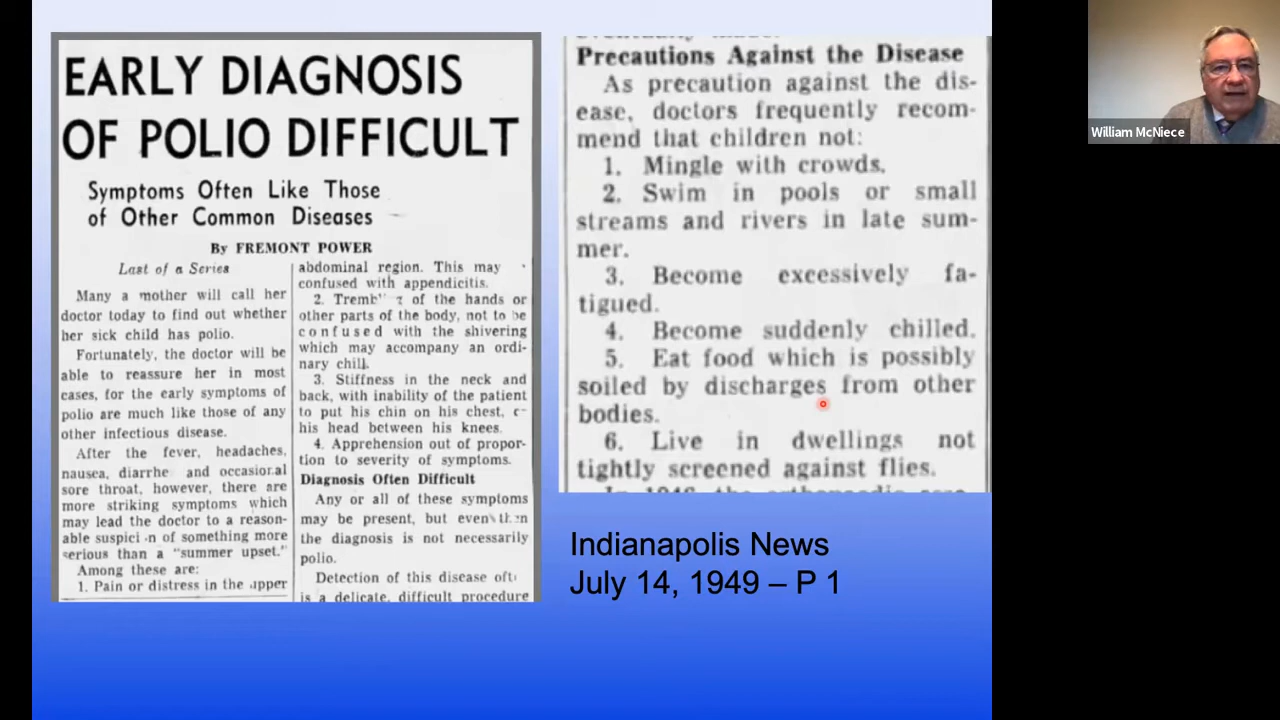 EARLY DIAGNOSIS
OF POLIO DIFFICULT
Symptoms Often Like Those
of Other Common Diseases
By FREMONT POWER
Last of a Series
Many a mother will call her
doctor today to find out whether
her sick child has polio.
Fortunately, the doctor will be
able to reassure her in most
cases, for the early symptoms of
polio are much like those of any
other infectious disease.
After the fever, headaches,
nausea, diarrhe and occasional
sore throat, however, there are
more striking symptoms which
may lead the doctor to a reason-
able suspici n of something more
serious than a "summer upset."
Among these are:
1. Pain or distress in the upper
abdominal region. This may
confused with appendicitis.
2. of the hands or
other parts of the body, not to be
confused with the shivering
which may accompany an ordi-
nary chill.
3. Stiffness in the neck and
back, with inability of the patient
to put his chin on his chest,
his head between his knees.
4. Apprehension out of propor-
tion to severity of symptoms.
Diagnosis Often Difficult
Any or all of these symptoms
may be present, but even then
the diagnosis is not necessarily
polio.
Detection of this disease
is a delicate, difficult procedure
Precautions Against the Disease
As precaution against the dis-
ease, doctors frequently recom-
mend that children not:
1. Mingle with crowds.
2. Swim in pools or small
streams and rivers in late sum-
mer.
3. Become excessively fa-
tigued.
4. Become suddenly chilled.
5. Eat food which is possibly
soiled by discharges from other
bodies.
6. Live in dwellings not
tightly screened against flies.
Indianapolis News
July 14, 1949 – P 1
William McNiece